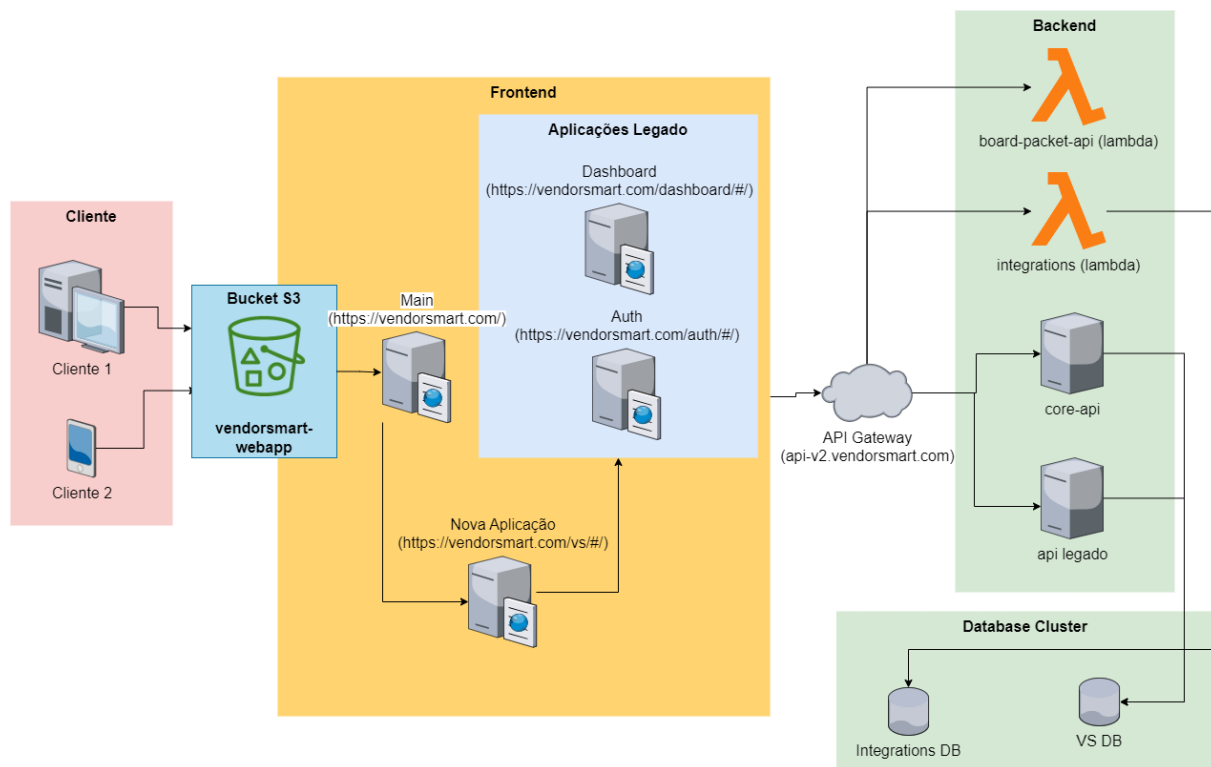 Cliente
Cliente 1
Cliente 2
Bucket S3
vendorsmart-
webapp
Frontend
Main
(https://vendorsmart.com/)
Aplicações Legado
Dashboard
(https://vendorsmart.com/dashboard/#/)
Auth
(https://vendorsmart.com/auth/#/)
Nova Aplicação
(https://vendorsmart.com/vs/#/)
API Gateway
(api-v2.vendorsmart.com)
Backend
board-packet-api (lambda)
integrations (lambda)
core-api
api legado
Database Cluster
Integrations DB
VS DB